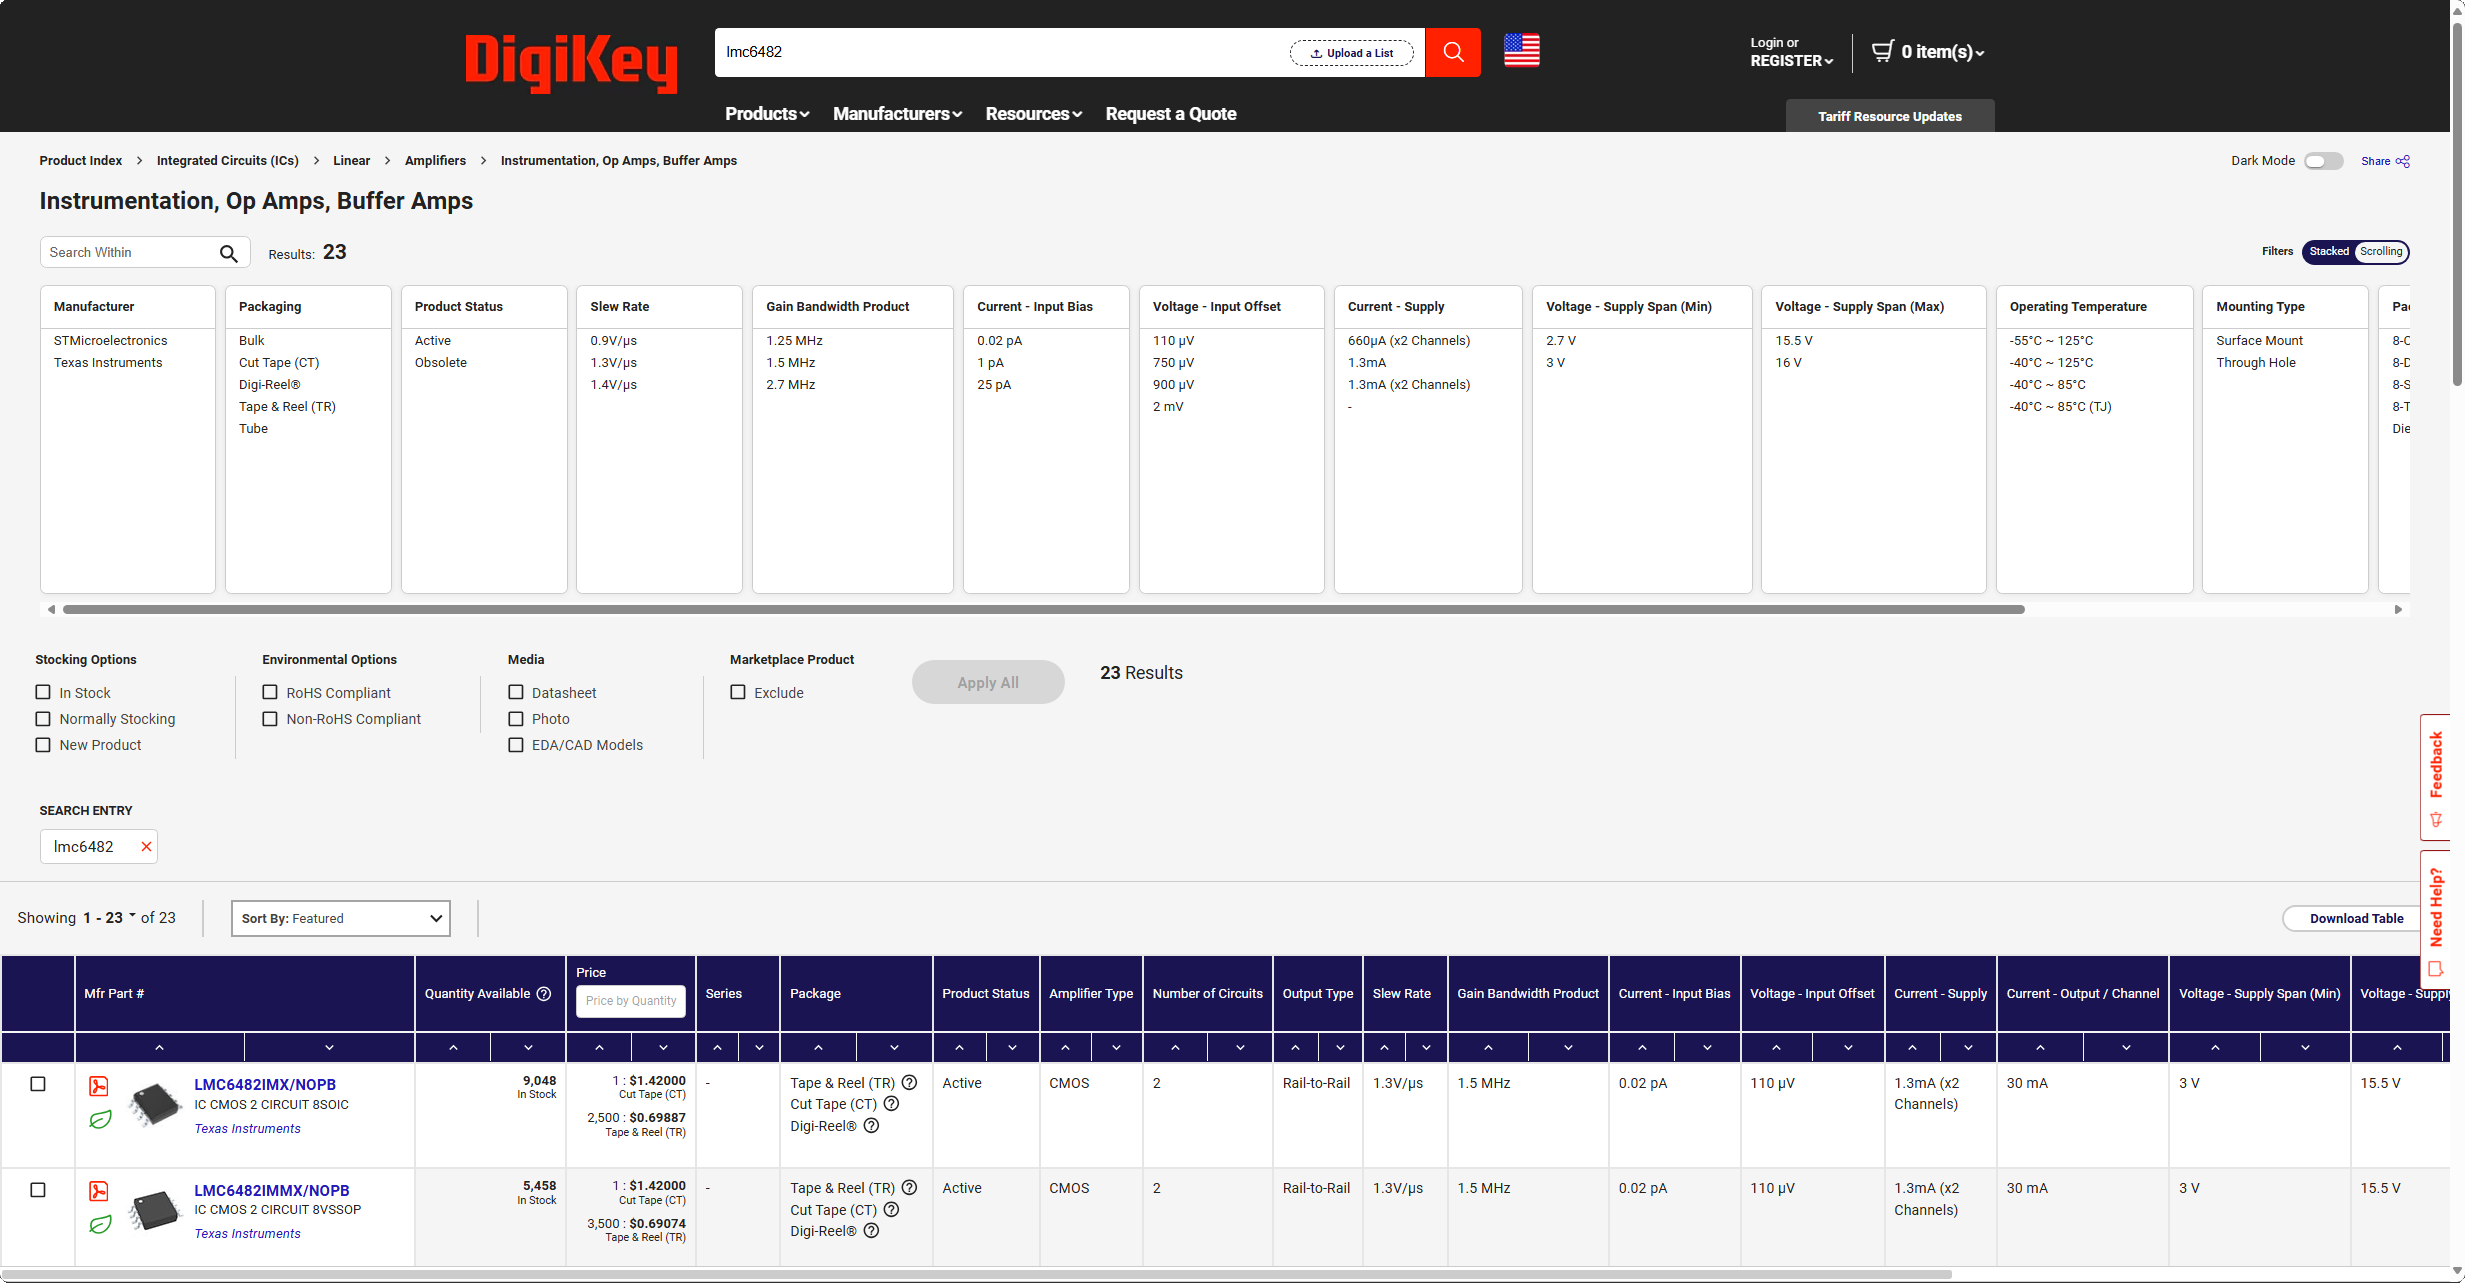 DigiKey
lmc6482
Upload a List
Login or
REGISTER
0 item(s)
Products
Manufacturers
Resources
Request a Quote
Tariff Resource Updates
Product Index > Integrated Circuits (ICs) > Linear > Amplifiers > Instrumentation, Op Amps, Buffer Amps
Dark Mode
Share
Instrumentation, Op Amps, Buffer Amps
Search Within
Results: 23
Filters
Stacked
Scrolling
Manufacturer
STMicroelectronics
Texas Instruments
Packaging
Bulk
Cut Tape (CT)
Digi-Reel®
Tape & Reel (TR)
Tube
Product Status
Active
Obsolete
Slew Rate
0.9V/µs
1.3V/µs
1.4V/µs
Gain Bandwidth Product
1.25 MHz
1.5 MHz
2.7 MHz
Current - Input Bias
0.02 pA
1 pA
25 pA
Voltage - Input Offset
110 µV
750 µV
900 µV
2 mV
Current - Supply
660µA (x2 Channels)
1.3mA
1.3mA (x2 Channels)
-
Voltage - Supply Span (Min)
2.7 V
3 V
Voltage - Supply Span (Max)
15.5 V
16 V
Operating Temperature
-55°C ~ 125°C
-40°C ~ 125°C
-40°C ~ 85°C
-40°C ~ 85°C (TJ)
Mounting Type
Surface Mount
Through Hole
Die
Stocking Options
In Stock
Normally Stocking
New Product
Environmental Options
RoHS Compliant
Non-RoHS Compliant
Media
Datasheet
Photo
EDA/CAD Models
Marketplace Product
Exclude
Apply All
23 Results
Feedback
Need Help?
SEARCH ENTRY
lmc6482
Showing 1 - 23 of 23
Sort By: Featured
Download Table
Mfr Part #
Quantity Available
Price
Price by Quantity
Series
Package
Product Status
Amplifier Type
Number of Circuits
Output Type
Slew Rate
Gain Bandwidth Product
Current - Input Bias
Voltage - Input Offset
Current - Supply
Current - Output / Channel
Voltage - Supply Span (Min)
Voltage - Supply
LMC6482IMX/NOPB
IC CMOS 2 CIRCUIT 8SOIC
Texas Instruments
9,048
In Stock
1 : $1.42000
Cut Tape (CT)
2,500 : $0.69887
Tape & Reel (TR)
-
Tape & Reel (TR)
Cut Tape (CT)
Digi-Reel®
Active
CMOS
2
Rail-to-Rail
1.3V/µs
1.5 MHz
0.02 pA
110 µV
1.3mA (x2
Channels)
30 mA
3 V
15.5 V
LMC6482IMMX/NOPB
IC CMOS 2 CIRCUIT 8VSSOP
Texas Instruments
5,458
In Stock
1 : $1.42000
Cut Tape (CT)
3,500 : $0.69074
Tape & Reel (TR)
-
Tape & Reel (TR)
Cut Tape (CT)
Digi-Reel®
Active
CMOS
2
Rail-to-Rail
1.3V/µs
1.5 MHz
0.02 pA
110 µV
1.3mA (x2
Channels)
30 mA
3 V
15.5 V